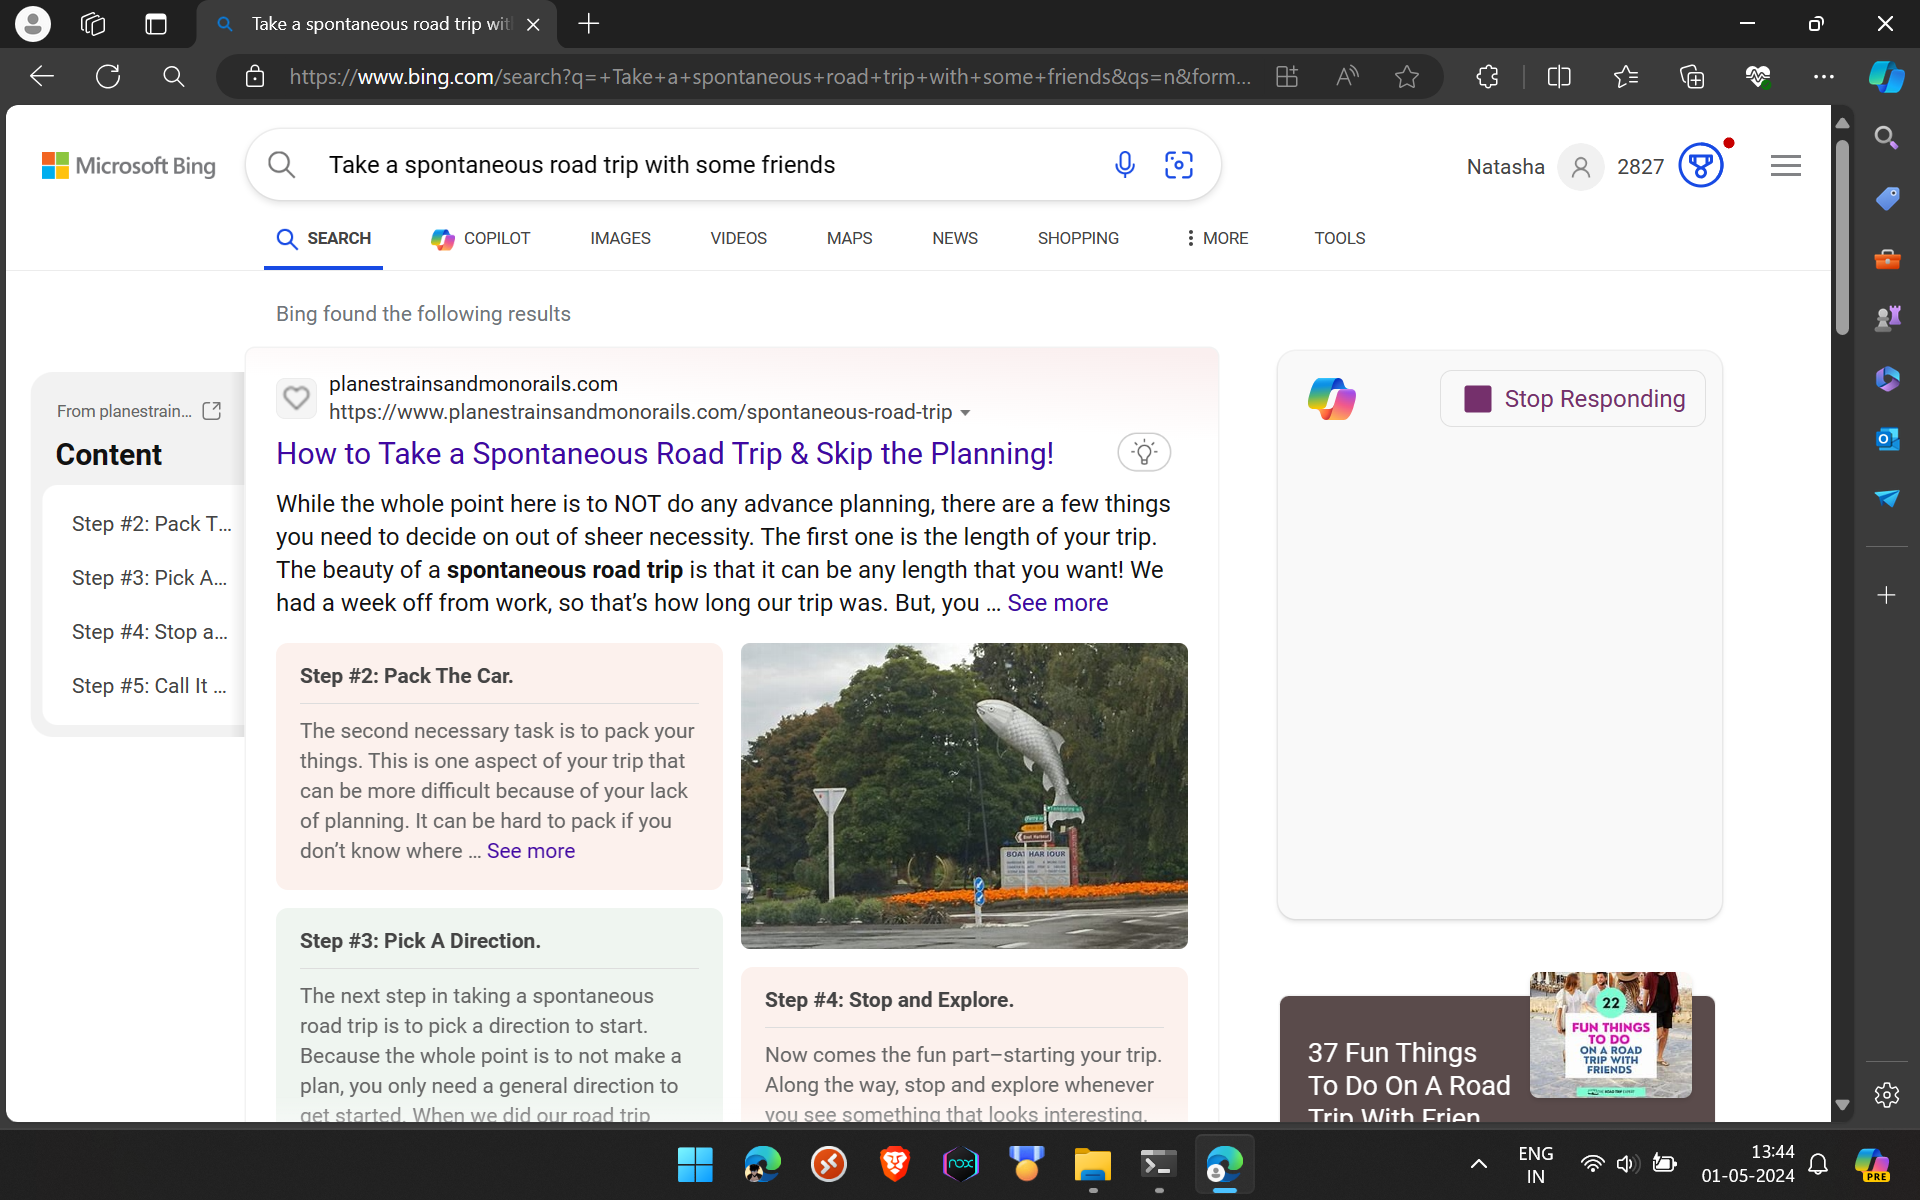 Take a spontaneous road trip wit
https://www.bing.com/search?q=+Take+a+spontaneous+road+trip+with+some+friends&qs=n&form...
Microsoft Bing
Take a spontaneous road trip with some friends
Natasha
2827
SEARCH
COPILOT
IMAGES
VIDEOS
MAPS
NEWS
SHOPPING
MORE
TOOLS
Bing found the following results
From planestrain...
Content
Step #2: Pack T...
Step #3: Pick A...
Step #4: Stop a...
Step #5: Call It ...
planestrainsandmonorails.com
https://www.planestrainsandmonorails.com/spontaneous-road-trip
How to Take a Spontaneous Road Trip & Skip the Planning!
While the whole point here is to NOT do any advance planning, there are a few things
you need to decide on out of sheer necessity. The first one is the length of your trip.
The beauty of a spontaneous road trip is that it can be any length that you want! We
had a week off from work, so that's how long our trip was. But, you ... See more
Step #2: Pack The Car.
The second necessary task is to pack your
things. This is one aspect of your trip that
can be more difficult because of your lack
of planning. It can be hard to pack if you
don't know where ... See more
BOAT HARBOUR
Step #3: Pick A Direction.
The next step in taking a spontaneous
road trip is to pick a direction to start.
Because the whole point is to not make a
plan, you only need a general direction to
get started. When we did our road trip
Step #4: Stop and Explore.
Now comes the fun part–starting your trip.
Along the way, stop and explore whenever
you see something that looks interesting.
Stop Responding
37 Fun Things
To Do On A Road
Trip With Frien
22
FUN THINGS
TO DO
ON A ROAD
TRIP WITH
FRIENDS
nox
ENG
IN
13:44
01-05-2024
PRE